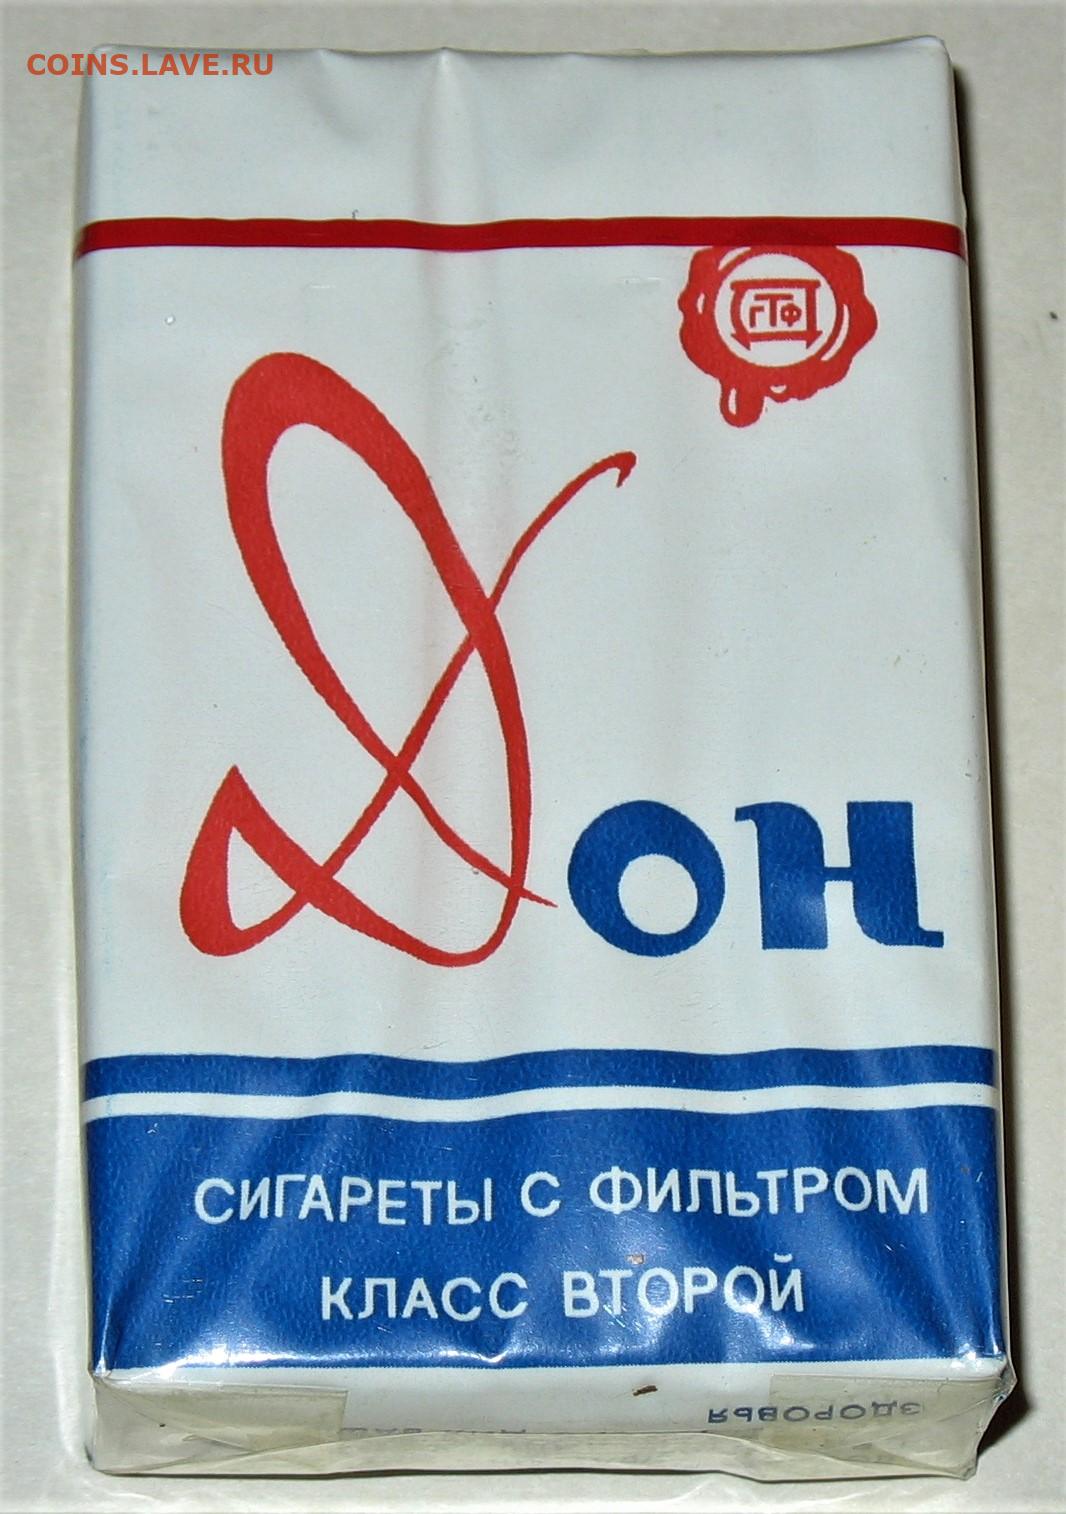 COINS.LAVE.RU
ГТФ
Дон
СИГАРЕТЫ С ФИЛЬТРОМ
КЛАСС ВТОРОЙ
ЗДОРОВЬЯ